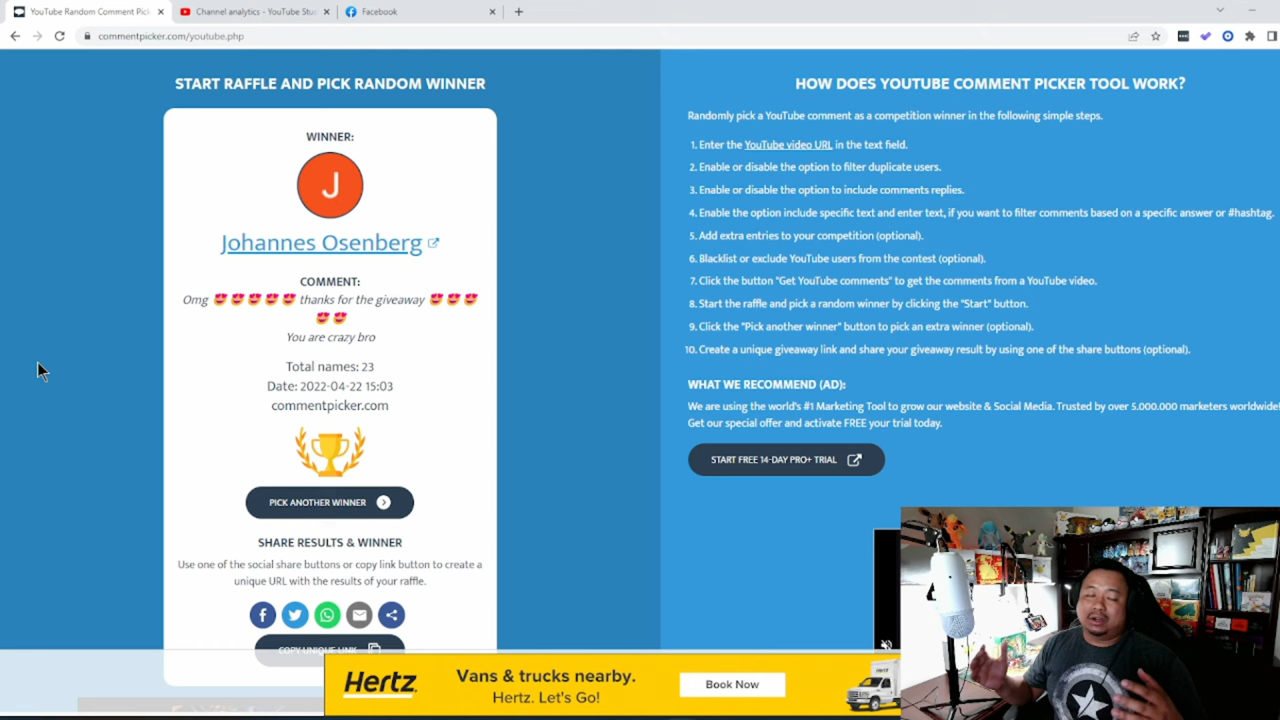 YouTube Random Comment Pick
Channel analytics - YouTube Stu
Facebook
commentpicker.com/youtube.php
START RAFFLE AND PICK RANDOM WINNER
WINNER:
J
Johannes Osenberg
COMMENT:
Omg 😍 😍 😍 😍 😍 thanks for the giveaway 😍 😍 😍
😍 😍
You are crazy bro
Total names: 23
Date: 2022-04-22 15:03
commentpicker.com
PICK ANOTHER WINNER
SHARE RESULTS & WINNER
Use one of the social share buttons or copy link button to create a
unique URL with the results of your raffle.
COPY UNIQUE LINK
HOW DOES YOUTUBE COMMENT PICKER TOOL WORK?
Randomly pick a YouTube comment as a competition winner in the following simple steps.
1. Enter the YouTube video URL in the text field.
2. Enable or disable the option to filter duplicate users.
3. Enable or disable the option to include comments replies.
4. Enable the option include specific text and enter text, if you want to filter comments based on a specific answer or #hashtag.
5. Add extra entries to your competition (optional).
6. Blacklist or exclude YouTube users from the contest (optional).
7. Click the button "Get YouTube comments" to get the comments from a YouTube video.
8. Start the raffle and pick a random winner by clicking the "Start" button.
9. Click the "Pick another winner" button to pick an extra winner (optional).
10. Create a unique giveaway link and share your giveaway result by using one of the share buttons (optional).
WHAT WE RECOMMEND (AD):
We are using the world's #1 Marketing Tool to grow our website & Social Media. Trusted by over 5.000.000 marketers worldwide!
Get our special offer and activate FREE your trial today.
START FREE 14-DAY PRO+ TRIAL
Hertz.
Vans & trucks nearby.
Hertz. Let's Go!
Book Now